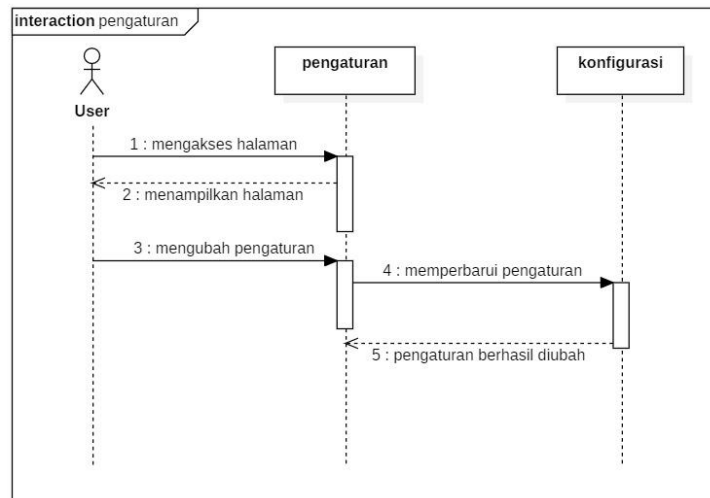 interaction pengaturan
pengaturan
konfigurasi
User
1 : mengakses halaman
2 : menampilkan halaman
3 : mengubah pengaturan
4 : memperbarui pengaturan
5 : pengaturan berhasil diubah